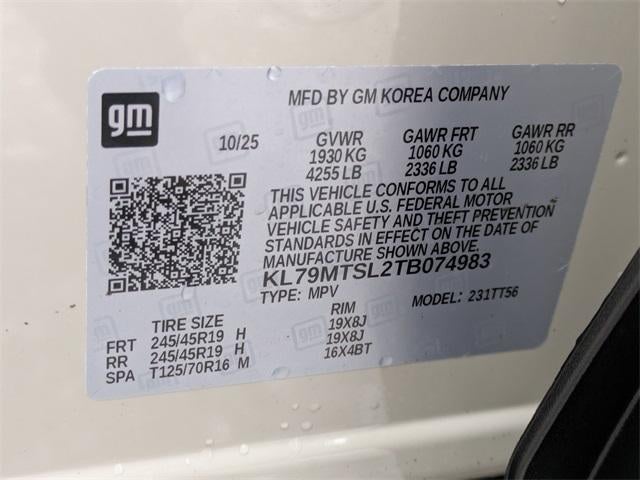 gm
MFD BY GM KOREA COMPANY
10/25
GVWR GAWR FRT GAWR RR
1930 KG 1060 KG 1060 KG
4255 LB 2336 LB 2336 LB
THIS VEHICLE CONFORMS TO ALL
APPLICABLE U.S. FEDERAL MOTOR
VEHICLE SAFETY AND THEFT PREVENTION
STANDARDS IN EFFECT ON THE DATE OF
MANUFACTURE SHOWN ABOVE.
KL79MTSL2TB074983
TYPE: MPV MODEL: 231TT56
TIRE SIZE RIM
FRT 245/45R19 H 19X8J
RR 245/45R19 H 19X8J
SPA T125/70R16 M 16X4BT